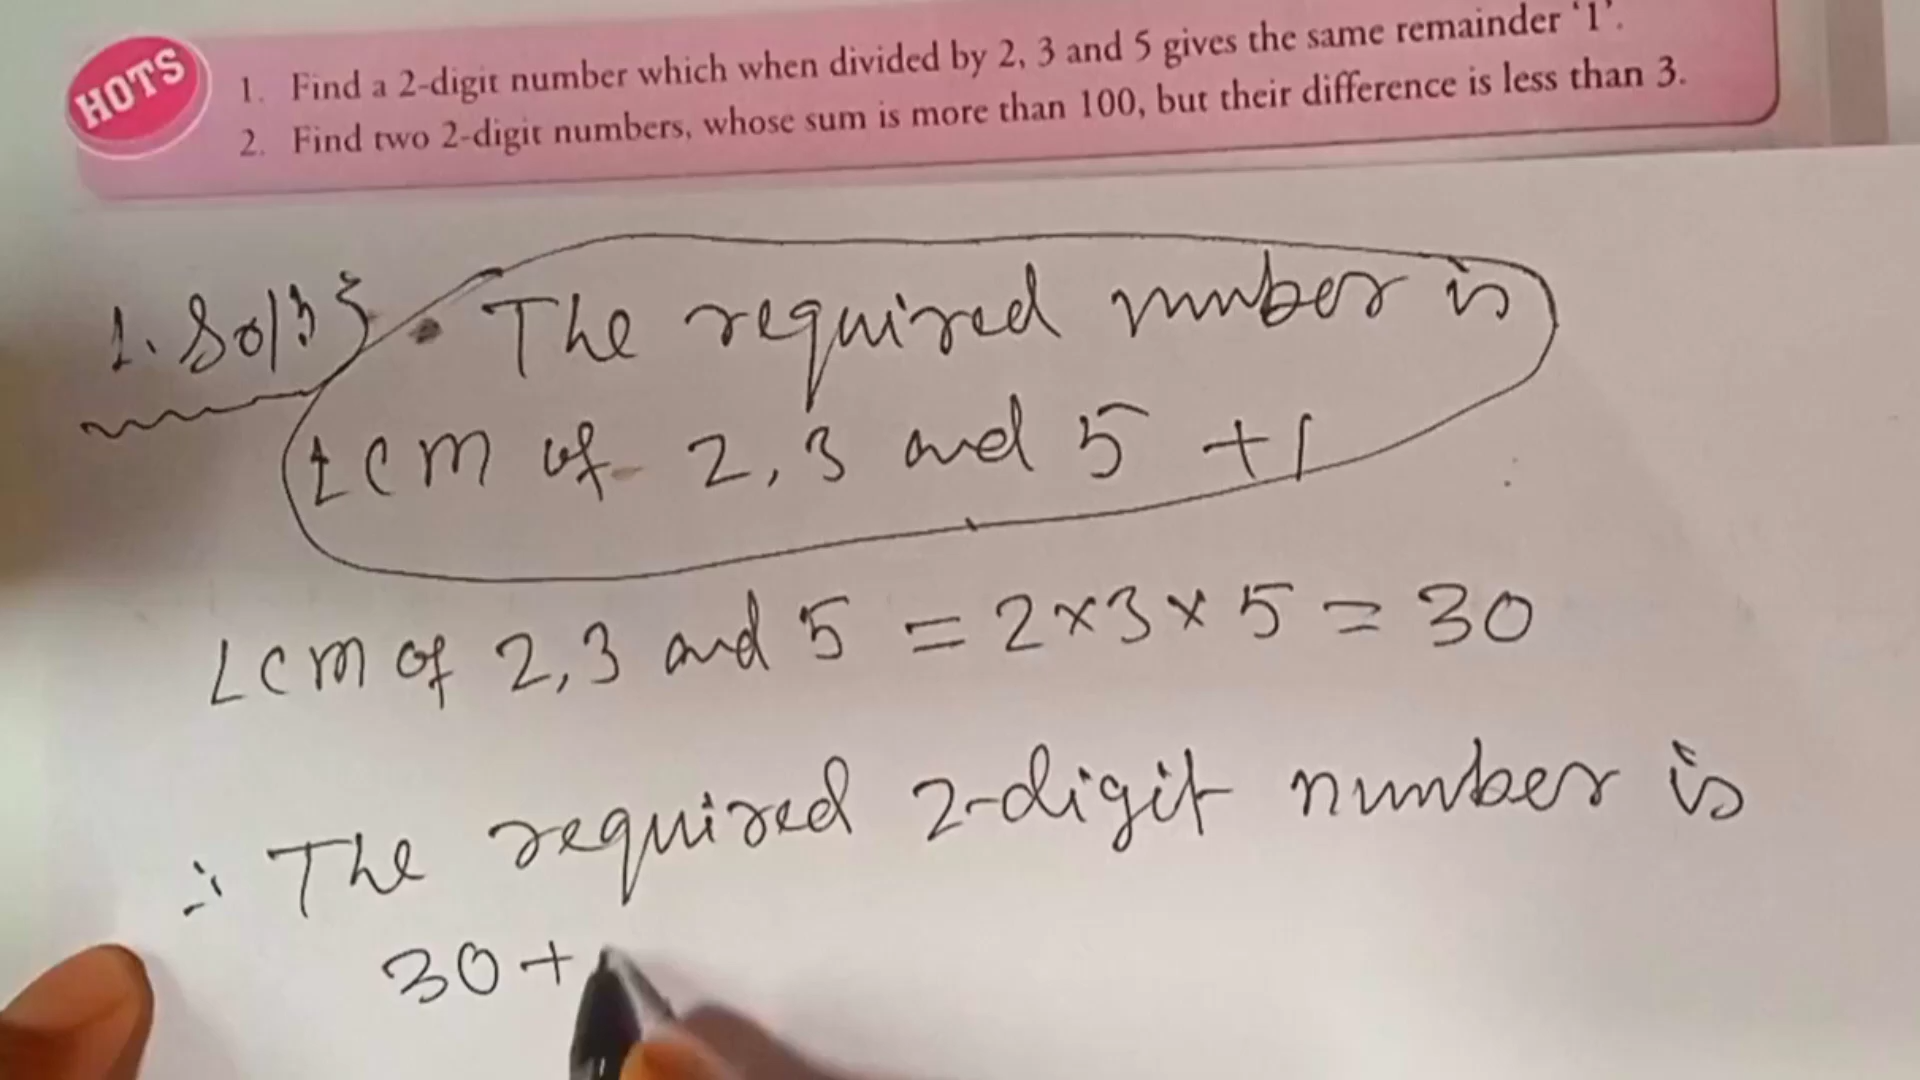 HOTS
1. Find a 2-digit number which when divided by 2, 3 and 5 gives the same remainder ‘1’.
2. Find two 2-digit numbers, whose sum is more than 100, but their difference is less than 3.
The required number is
LCM of 2, 3 and 5 +1
LCM of 2,3 and 5 = 2×3×5 = 30
∴ The required 2-digit number is
30+